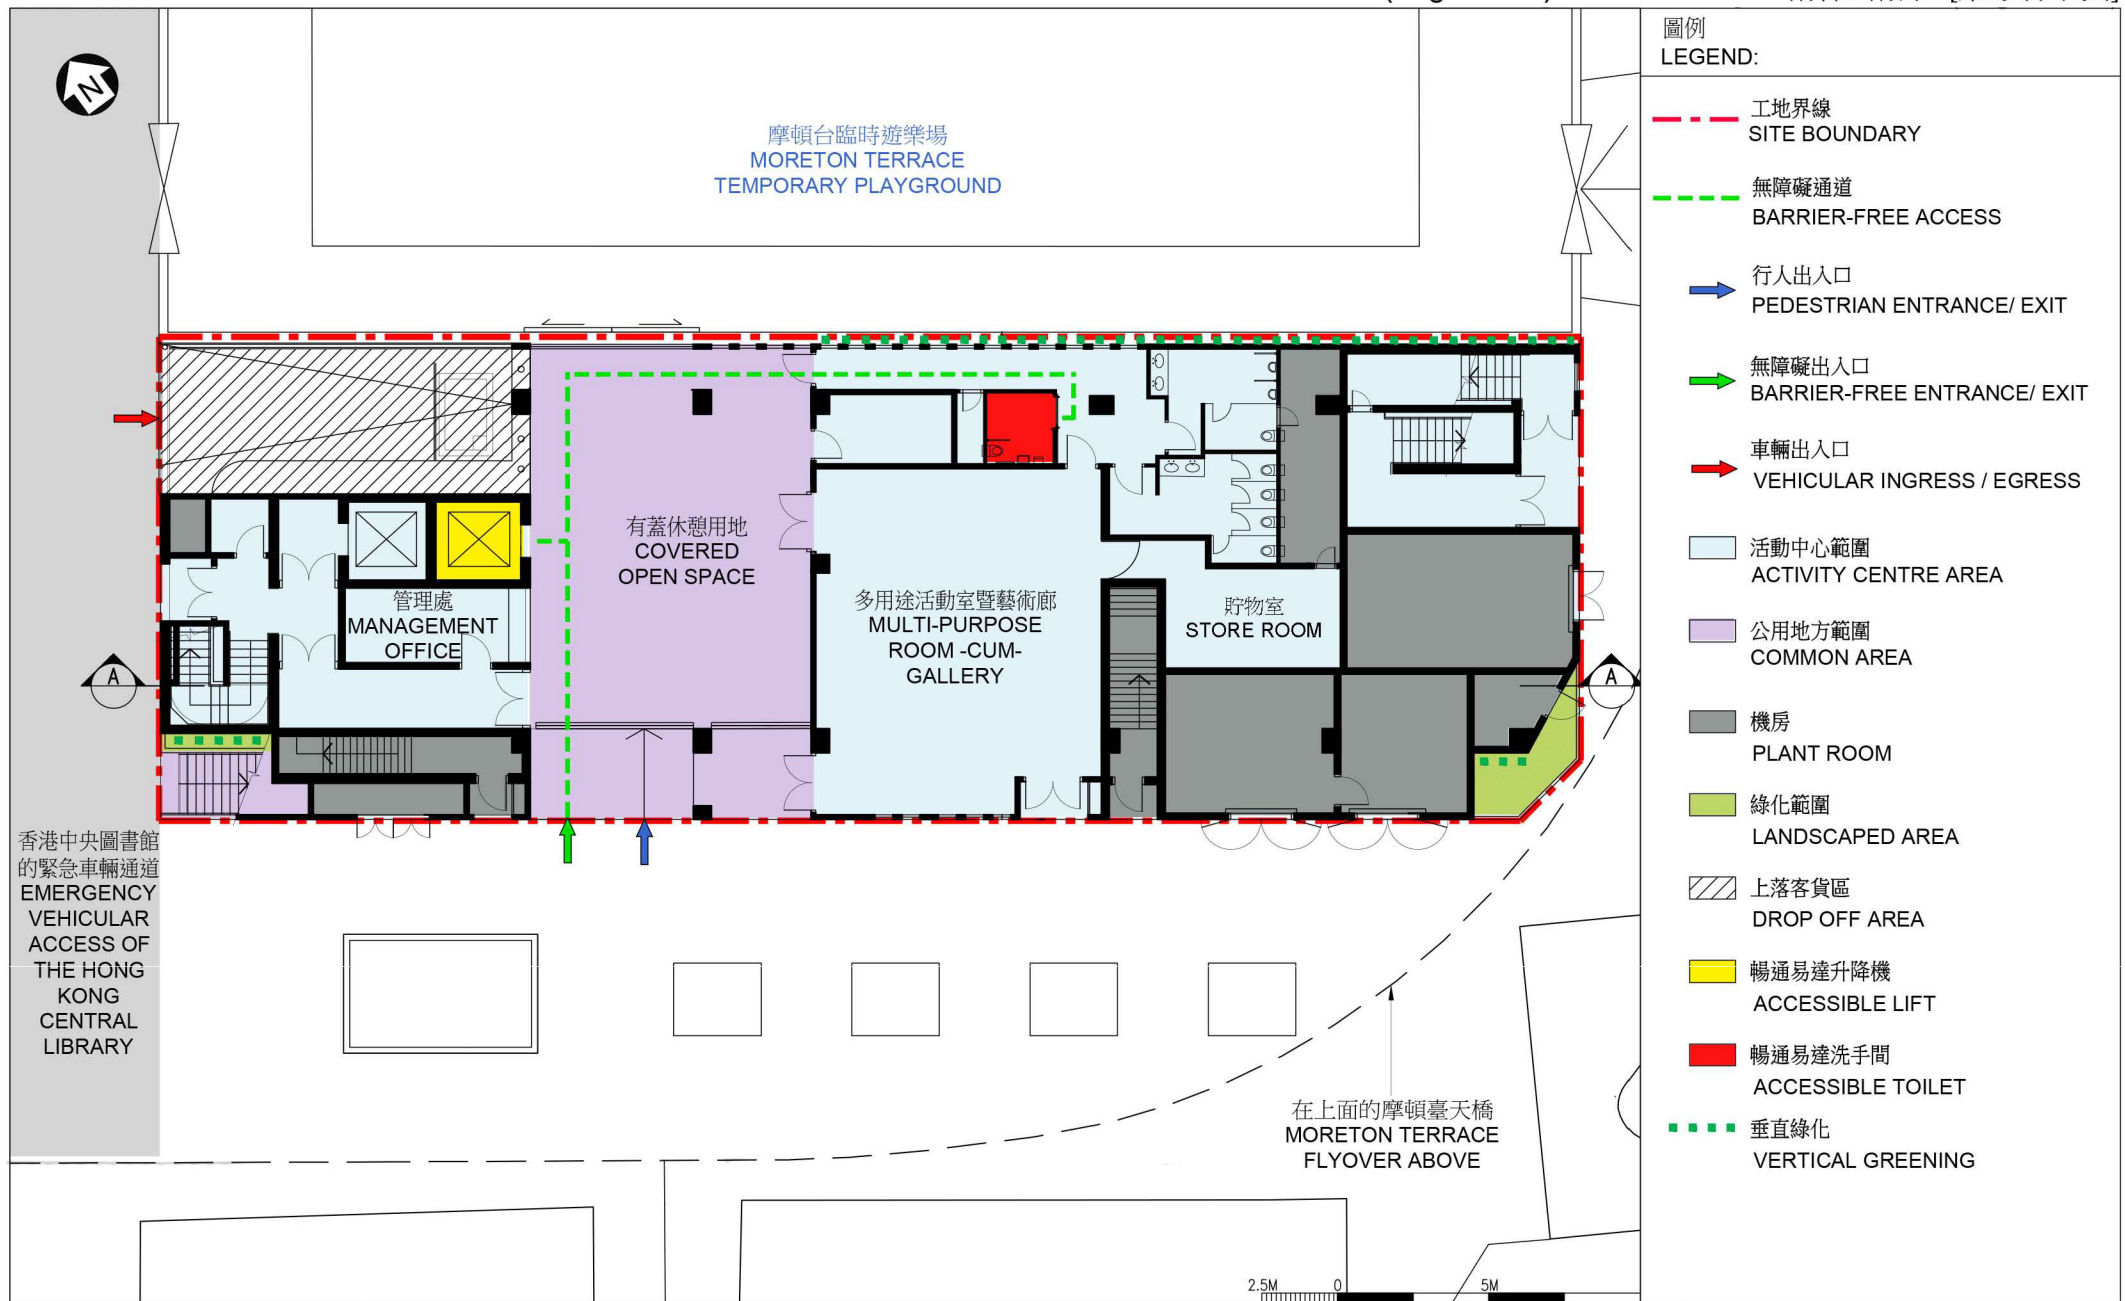 圖例
LEGEND:
工地界線
SITE BOUNDARY
無障礙通道
BARRIER-FREE ACCESS
行人出入口
PEDESTRIAN ENTRANCE/ EXIT
無障礙出入口
BARRIER-FREE ENTRANCE/ EXIT
車輛出入口
VEHICULAR INGRESS / EGRESS
活動中心範圍
ACTIVITY CENTRE AREA
公用地方範圍
COMMON AREA
機房
PLANT ROOM
綠化範圍
LANDSCAPED AREA
上落客貨區
DROP OFF AREA
暢通易達升降機
ACCESSIBLE LIFT
暢通易達洗手間
ACCESSIBLE TOILET
垂直綠化
VERTICAL GREENING
N
摩頓台臨時遊樂場
MORETON TERRACE
TEMPORARY PLAYGROUND
有蓋休憩用地
COVERED
OPEN SPACE
管理處
MANAGEMENT
OFFICE
多用途活動室暨藝術廊
MULTI-PURPOSE
ROOM -CUM-
GALLERY
貯物室
STORE ROOM
A
A
香港中央圖書館
的緊急車輛通道
EMERGENCY
VEHICULAR
ACCESS OF
THE HONG
KONG
CENTRAL
LIBRARY
在上面的摩頓臺天橋
MORETON TERRACE
FLYOVER ABOVE
2.5M 0 5M